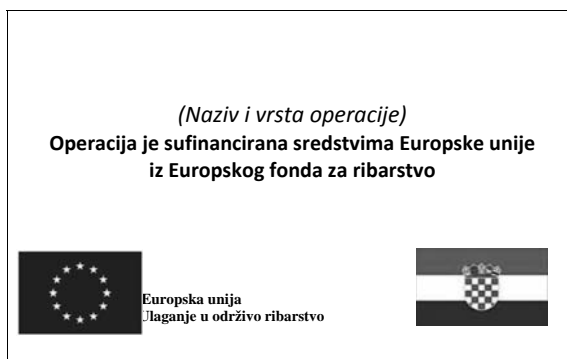 (Naziv i vrsta operacije)
Operacija je sufinancirana sredstvima Europske unije
iz Europskog fonda za ribarstvo
Europska unija
Ulaganje u održivo ribarstvo